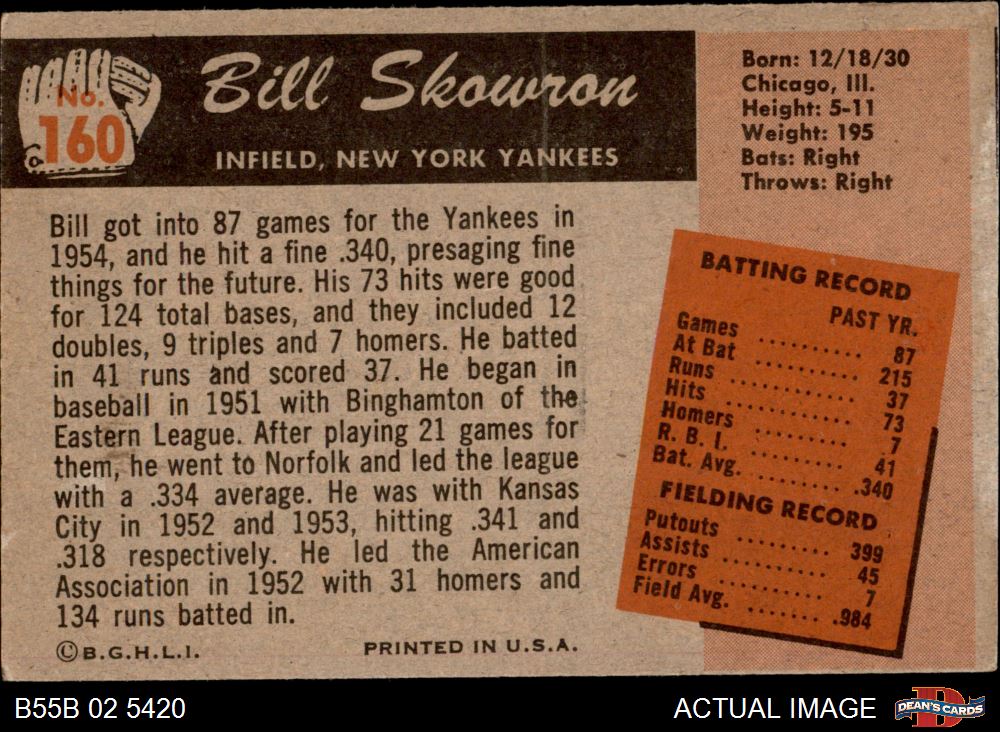 No.
160
Bill Skowron
INFIELD, NEW YORK YANKEES
Born: 12/18/30
Chicago, Ill.
Height: 5-11
Weight: 195
Bats: Right
Throws: Right
Bill got into 87 games for the Yankees in
1954, and he hit a fine .340, presaging fine
things for the future. His 73 hits were good
for 124 total bases, and they included 12
doubles, 9 triples and 7 homers. He batted
in 41 runs and scored 37. He began in
baseball in 1951 with Binghamton of the
Eastern League. After playing 21 games for
them, he went to Norfolk and led the league
with a .334 average. He was with Kansas
City in 1952 and 1953, hitting .341 and
.318 respectively. He led the American
Association in 1952 with 31 homers and
134 runs batted in.
©B.G.H.L.I. PRINTED IN U.S.A.
BATTING RECORD
PAST YR.
Games .......... 87
At Bat .......... 215
Runs .......... 37
Hits .......... 73
Homers .......... 7
R. B. I. .......... 41
Bat. Avg. .......... .340
FIELDING RECORD
Putouts ......... 399
Assists .......... 45
Errors .......... 7
Field Avg. ....... .984
B55B 02 5420
ACTUAL IMAGE
D
DEAN'S CARDS